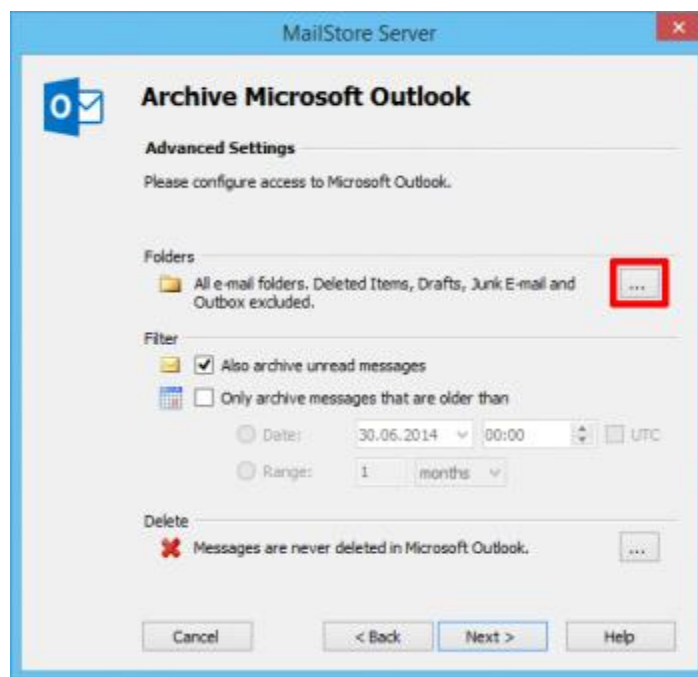 MailStore Server
Archive Microsoft Outlook
Advanced Settings
Please configure access to Microsoft Outlook.
Folders
All e-mail folders. Deleted Items, Drafts, Junk E-mail and
Outbox excluded.
...
Filter
Also archive unread messages
Only archive messages that are older than
Date: 30.06.2014 00:00 UTC
Range: 1 months
Delete
Messages are never deleted in Microsoft Outlook. ...
Cancel < Back Next > Help